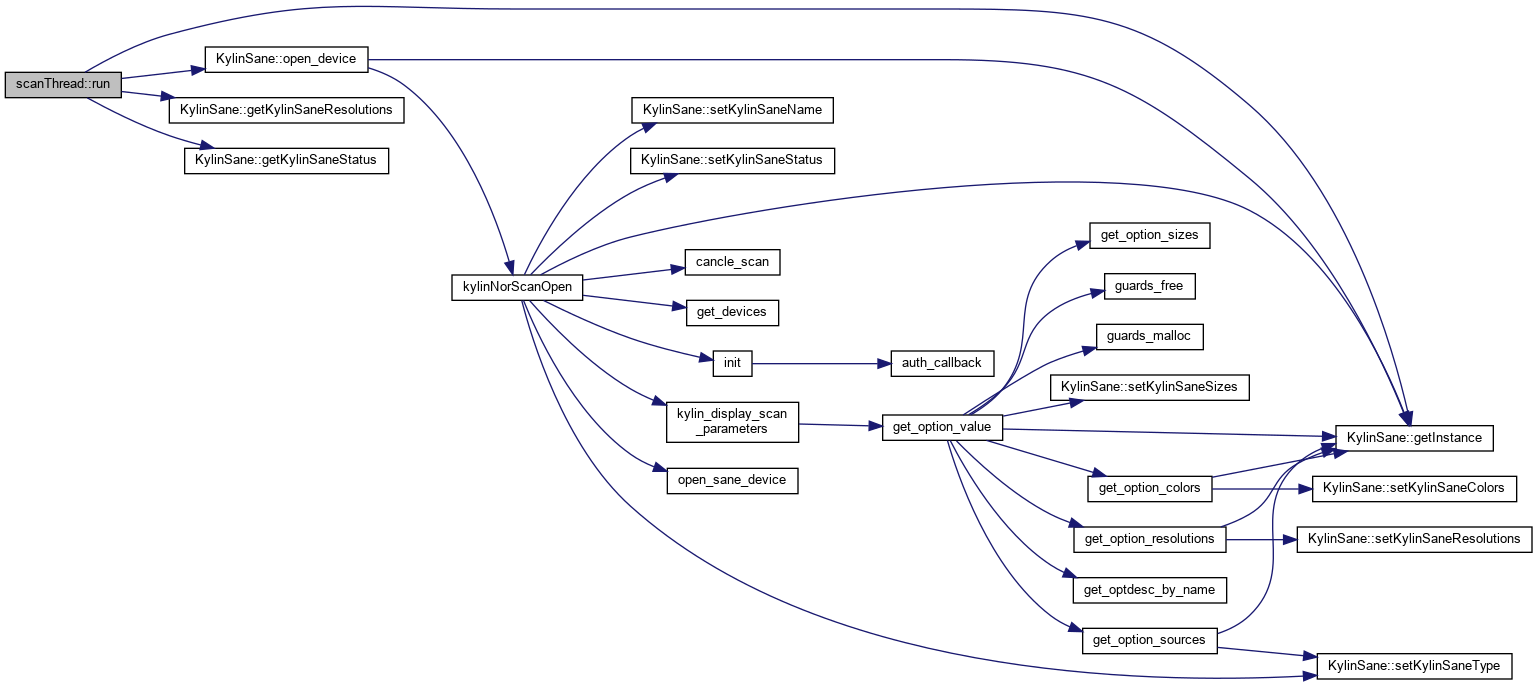 scanThread::run
KylinSane::open_device
KylinSane::getKylinSaneResolutions
KylinSane::getKylinSaneStatus
kylinNorScanOpen
KylinSane::setKylinSaneName
KylinSane::setKylinSaneStatus
cancle_scan
get_devices
init
auth_callback
kylin_display_scan
_parameters
open_sane_device
get_option_value
get_option_sizes
guards_free
guards_malloc
KylinSane::setKylinSaneSizes
get_option_colors
get_option_resolutions
get_optdesc_by_name
get_option_sources
KylinSane::getInstance
KylinSane::setKylinSaneColors
KylinSane::setKylinSaneResolutions
KylinSane::setKylinSaneType